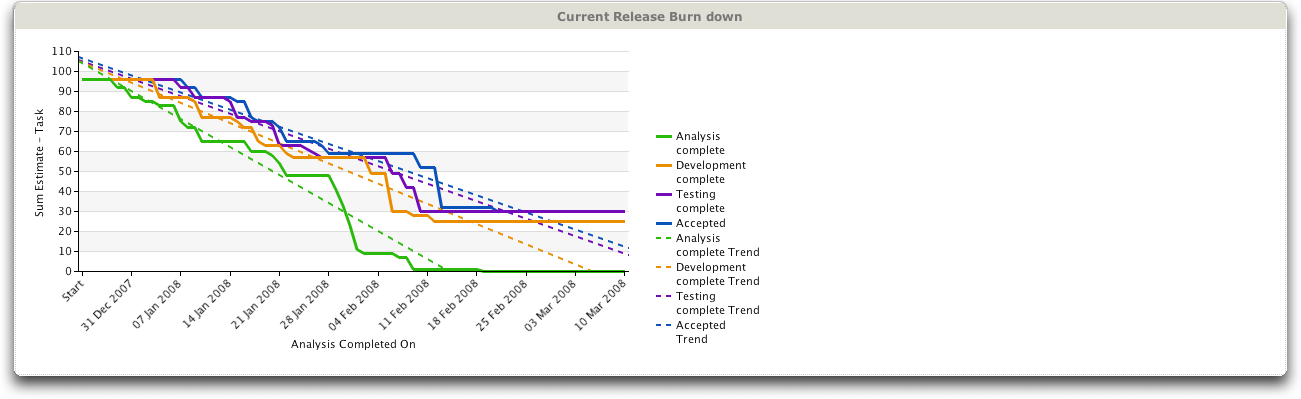 Current Release Burn down
110
100
90
80
70
60
50
40
30
20
10
0
Sum Estimate - Task
Start
31 Dec 2007
07 Jan 2008
14 Jan 2008
21 Jan 2008
28 Jan 2008
04 Feb 2008
11 Feb 2008
18 Feb 2008
25 Feb 2008
03 Mar 2008
10 Mar 2008
Analysis Completed On
Analysis
complete
Development
complete
Testing
complete
Accepted
Analysis
complete Trend
Development
complete Trend
Testing
complete Trend
Accepted
Trend